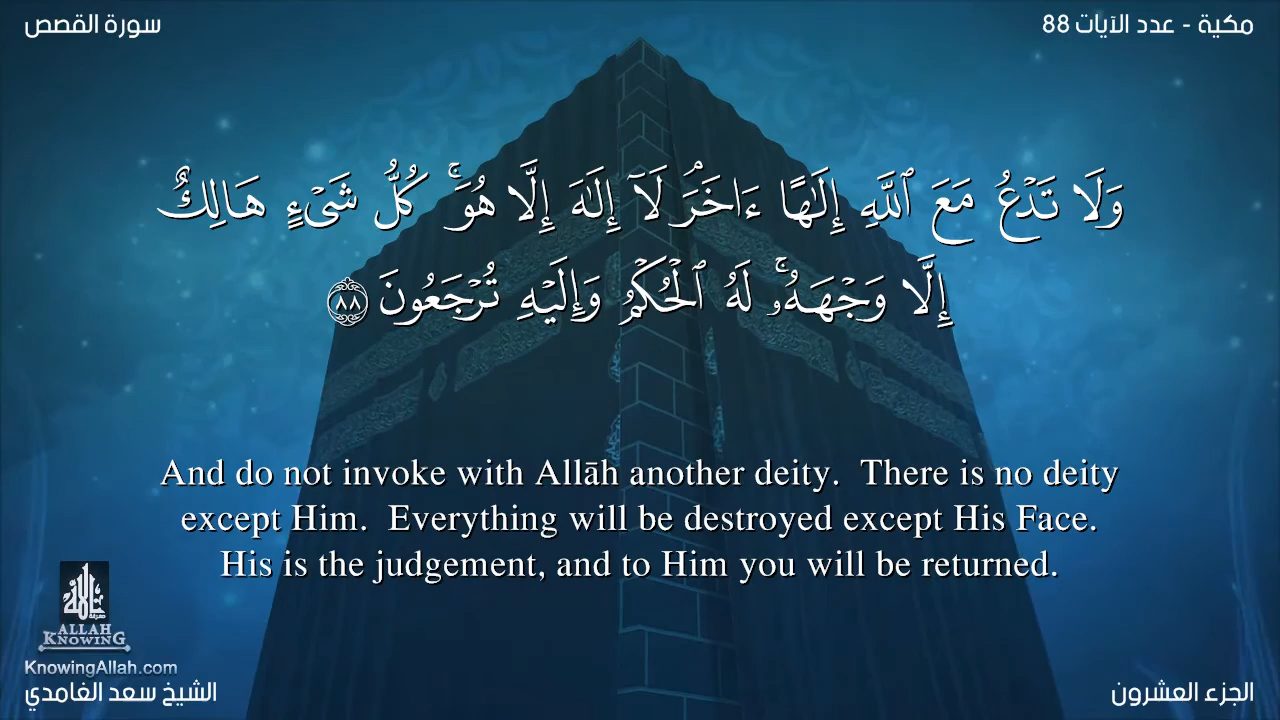 سورة القصص
مكية - عدد الآيات 88
وَلَا تَدْعُ مَعَ ٱللَّهِ إِلَٰهًا ءَاخَرَۘ لَآ إِلَٰهَ إِلَّا هُوَۚ كُلُّ شَىْءٍ هَالِكٌ
إِلَّا وَجْهَهُۥۚ لَهُ ٱلْحُكْمُ وَإِلَيْهِ تُرْجَعُونَ ٨٨
And do not invoke with Allāh another deity.  There is no deity
except Him.  Everything will be destroyed except His Face.
His is the judgement, and to Him you will be returned.
معرفة الله
ALLAH
KNOWING
KnowingAllah.com
الشيخ سعد الغامدي
الجزء العشرون